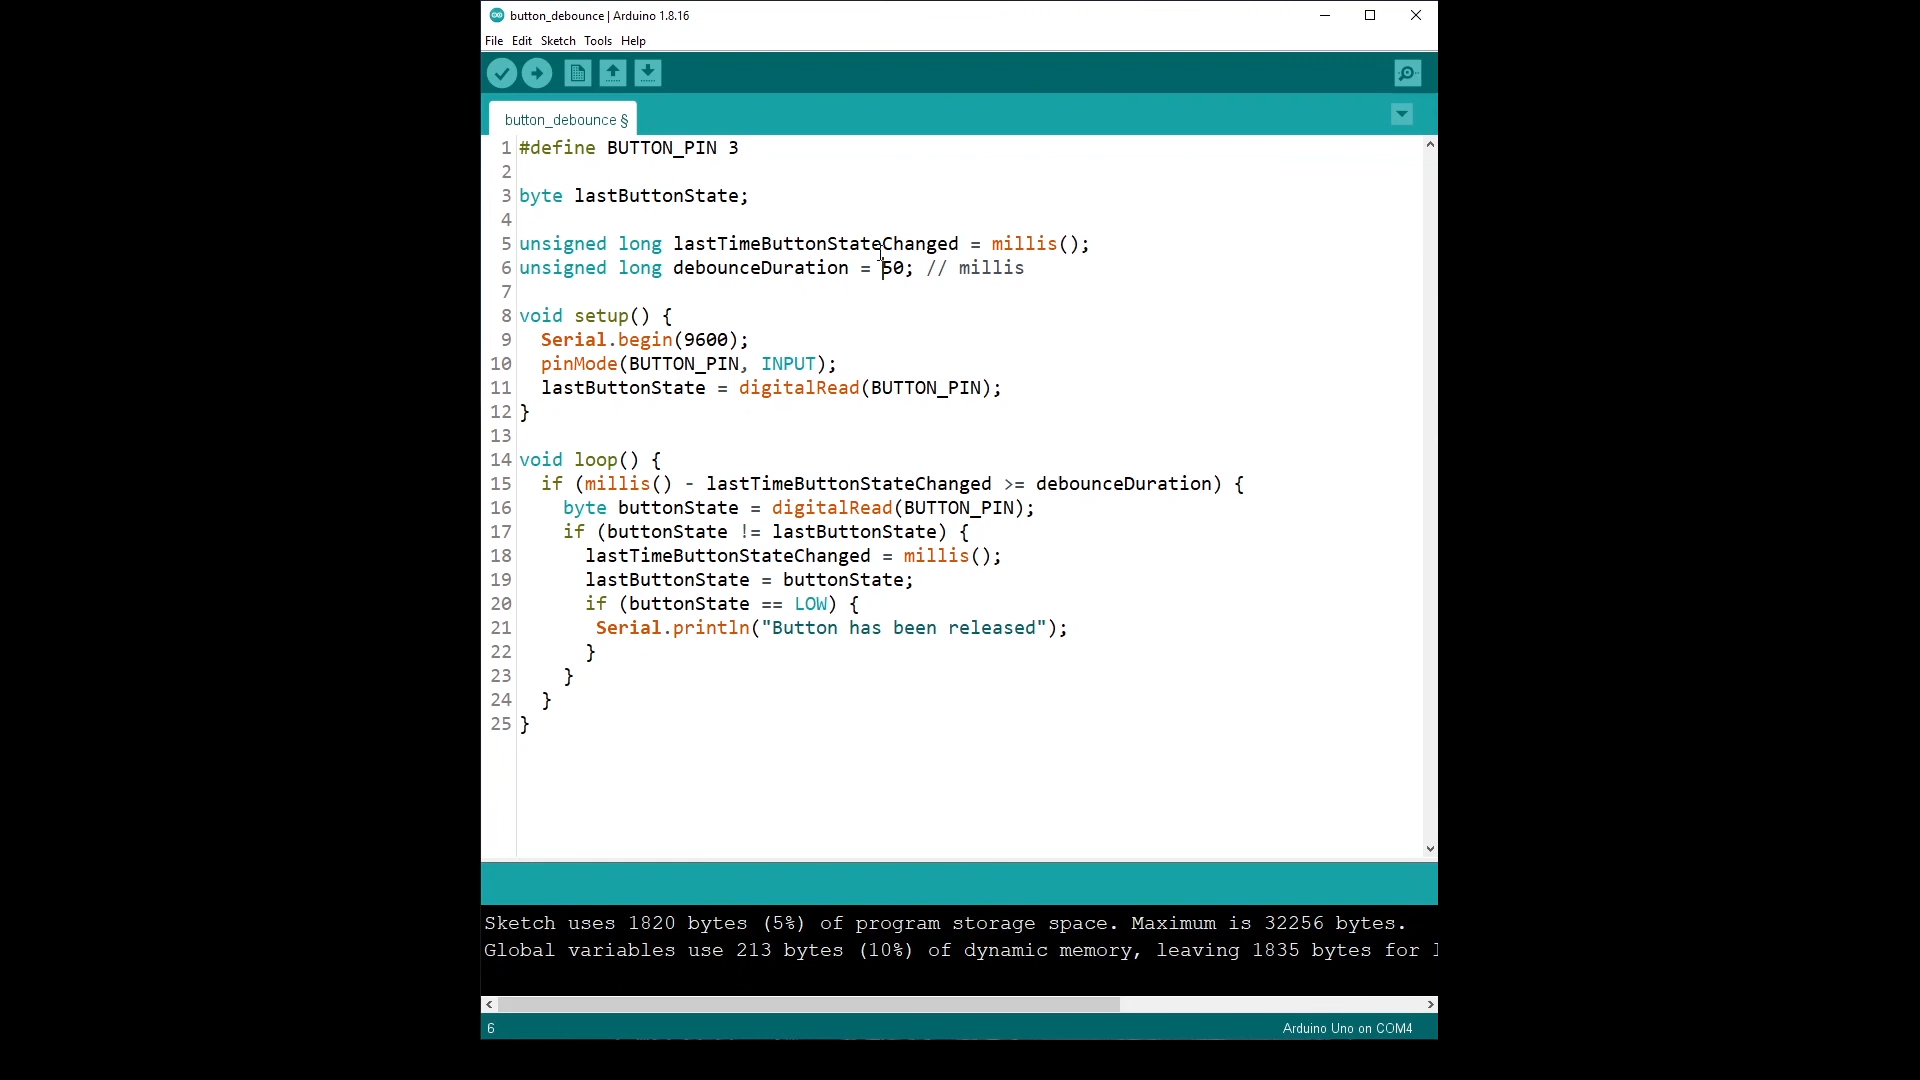 button_debounce | Arduino 1.8.16
File Edit Sketch Tools Help
button_debounce §
1 #define BUTTON_PIN 3
2
3 byte lastButtonState;
4
5 unsigned long lastTimeButtonStateChanged = millis();
6 unsigned long debounceDuration = 50; // millis
7
8 void setup() {
9   Serial.begin(9600);
10   pinMode(BUTTON_PIN, INPUT);
11   lastButtonState = digitalRead(BUTTON_PIN);
12 }
13
14 void loop() {
15   if (millis() - lastTimeButtonStateChanged >= debounceDuration) {
16     byte buttonState = digitalRead(BUTTON_PIN);
17     if (buttonState != lastButtonState) {
18       lastTimeButtonStateChanged = millis();
19       lastButtonState = buttonState;
20       if (buttonState == LOW) {
21        Serial.println("Button has been released");
22       }
23     }
24   }
25 }
Sketch uses 1820 bytes (5%) of program storage space. Maximum is 32256 bytes.
Global variables use 213 bytes (10%) of dynamic memory, leaving 1835 bytes for
6 Arduino Uno on COM4